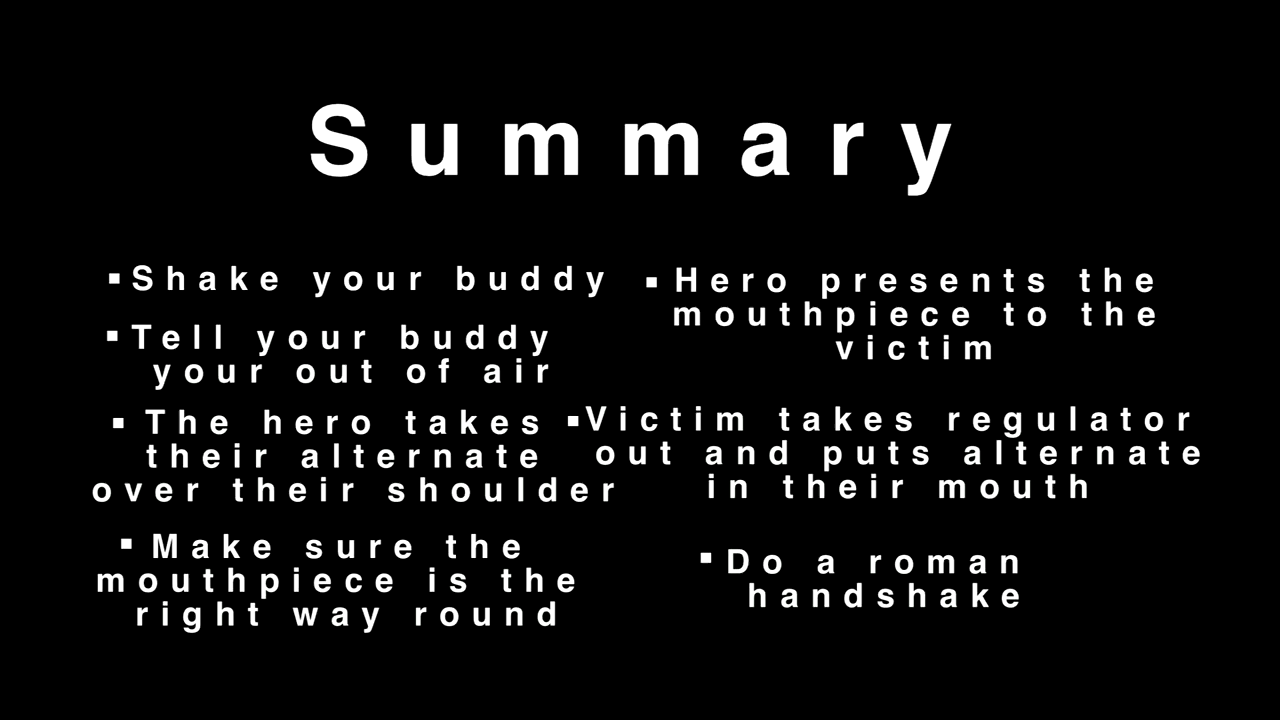 Summary
▪Shake your buddy
▪Tell your buddy
your out of air
▪ The hero takes
their alternate
over their shoulder
▪ Make sure the
mouthpiece is the
right way round
▪ Hero presents the
mouthpiece to the
victim
▪Victim takes regulator
out and puts alternate
in their mouth
▪ Do a roman
handshake